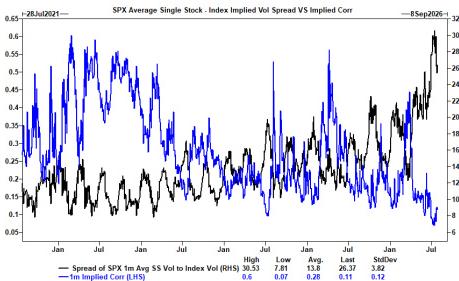 SPX Average Single Stock - Index Implied Vol Spread VS Implied Corr
28Jul2021 8Sep2026
0.65 32
0.6 30
0.55 28
0.5 26
0.45 24
0.4 22
0.35 20
0.3 18
0.25 16
0.2 14
0.15 12
0.1 10
0.05 8
6
Jan Jul Jan Jul Jan Jul Jan Jul Jan Jul
High Low Avg. Last StdDev
Spread of SPX 1m Avg SS Vol to Index Vol (RHS) 30.53 7.81 13.8 26.37 3.82
1m Implied Corr (LHS) 0.6 0.07 0.28 0.11 0.12